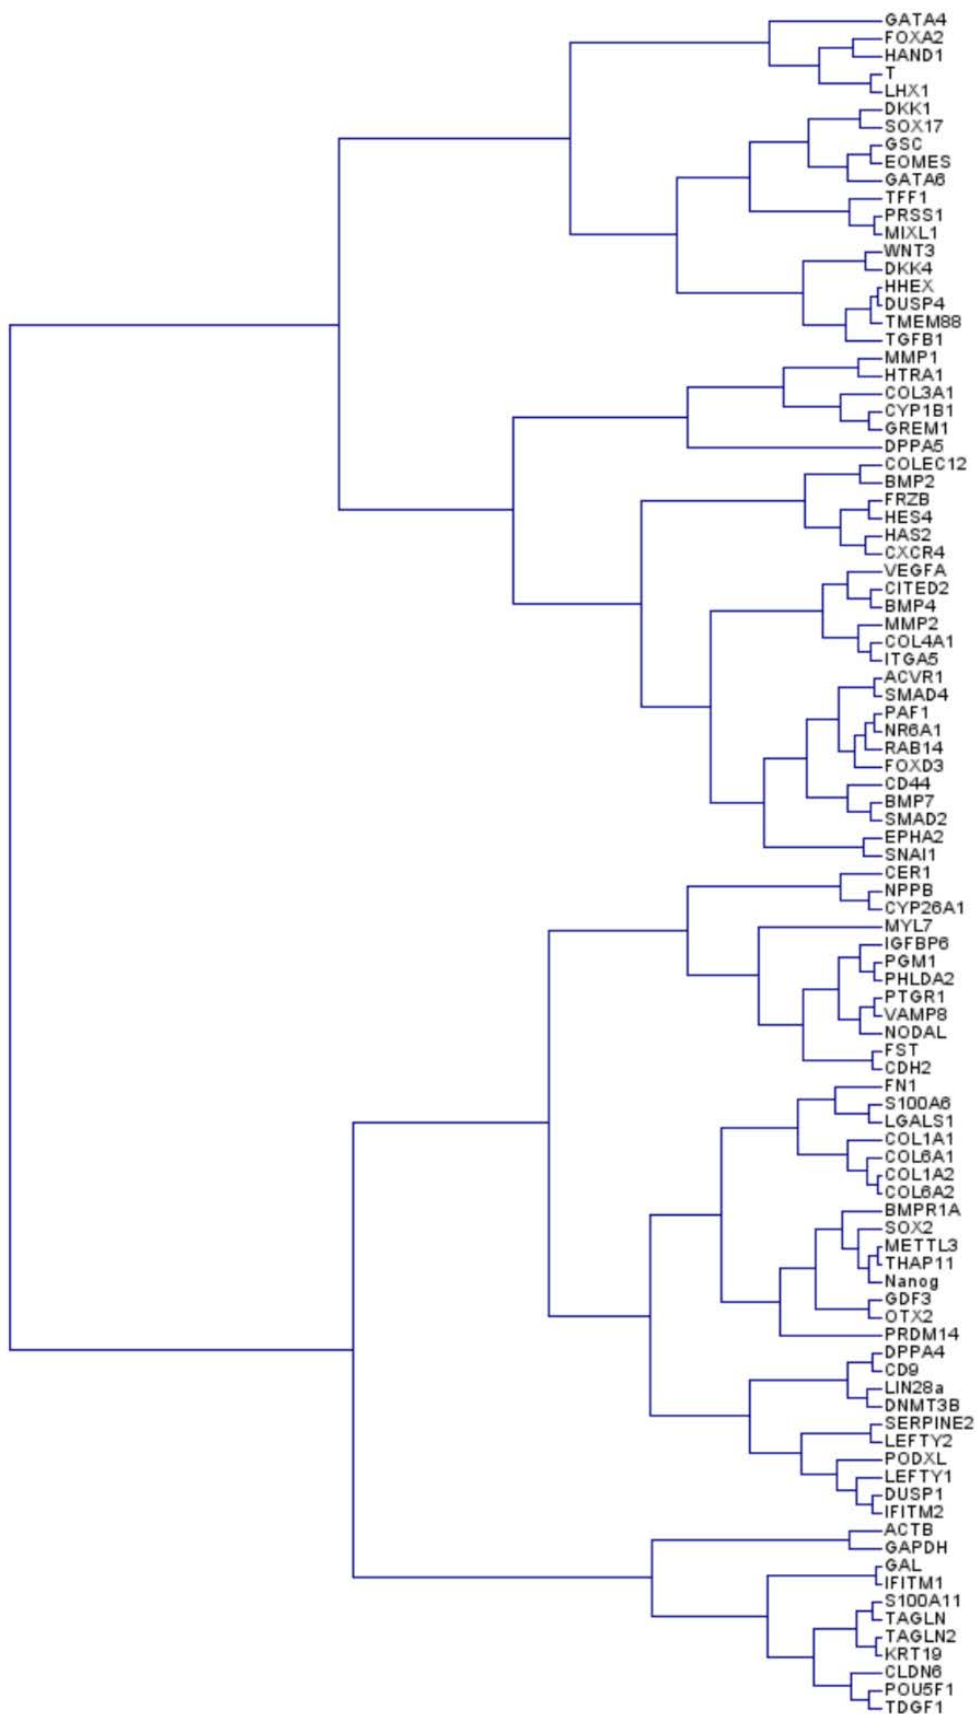 GATA4
FOXA2
HAND1
T
LHX1
DKK1
SOX17
GSC
EOMES
GATA6
TFF1
PRSS1
MIXL1
WNT3
DKK4
HHEX
DUSP4
TMEM88
TGFB1
MMP1
HTRA1
COL3A1
CYP1B1
GREM1
DPPA5
COLEC12
BMP2
FRZB
HES4
HAS2
CXCR4
VEGFA
CITED2
BMP4
MMP2
COL4A1
ITGA5
ACVR1
SMAD4
PAF1
NR6A1
RAB14
FOXD3
CD44
BMP7
SMAD2
EPHA2
SNAI1
CER1
NPPB
CYP26A1
MYL7
IGFBP6
PGM1
PHLDA2
PTGR1
VAMP8
NODAL
FST
CDH2
FN1
S100A6
LGALS1
COL1A1
COL6A1
COL1A2
COL6A2
BMPR1A
SOX2
METTL3
THAP11
Nanog
GDF3
OTX2
PRDM14
DPPA4
CD9
LIN28a
DNMT3B
SERPINE2
LEFTY2
PODXL
LEFTY1
DUSP1
IFITM2
ACTB
GAPDH
GAL
IFITM1
S100A11
TAGLN
TAGLN2
KRT19
CLDN6
POU5F1
TDGF1